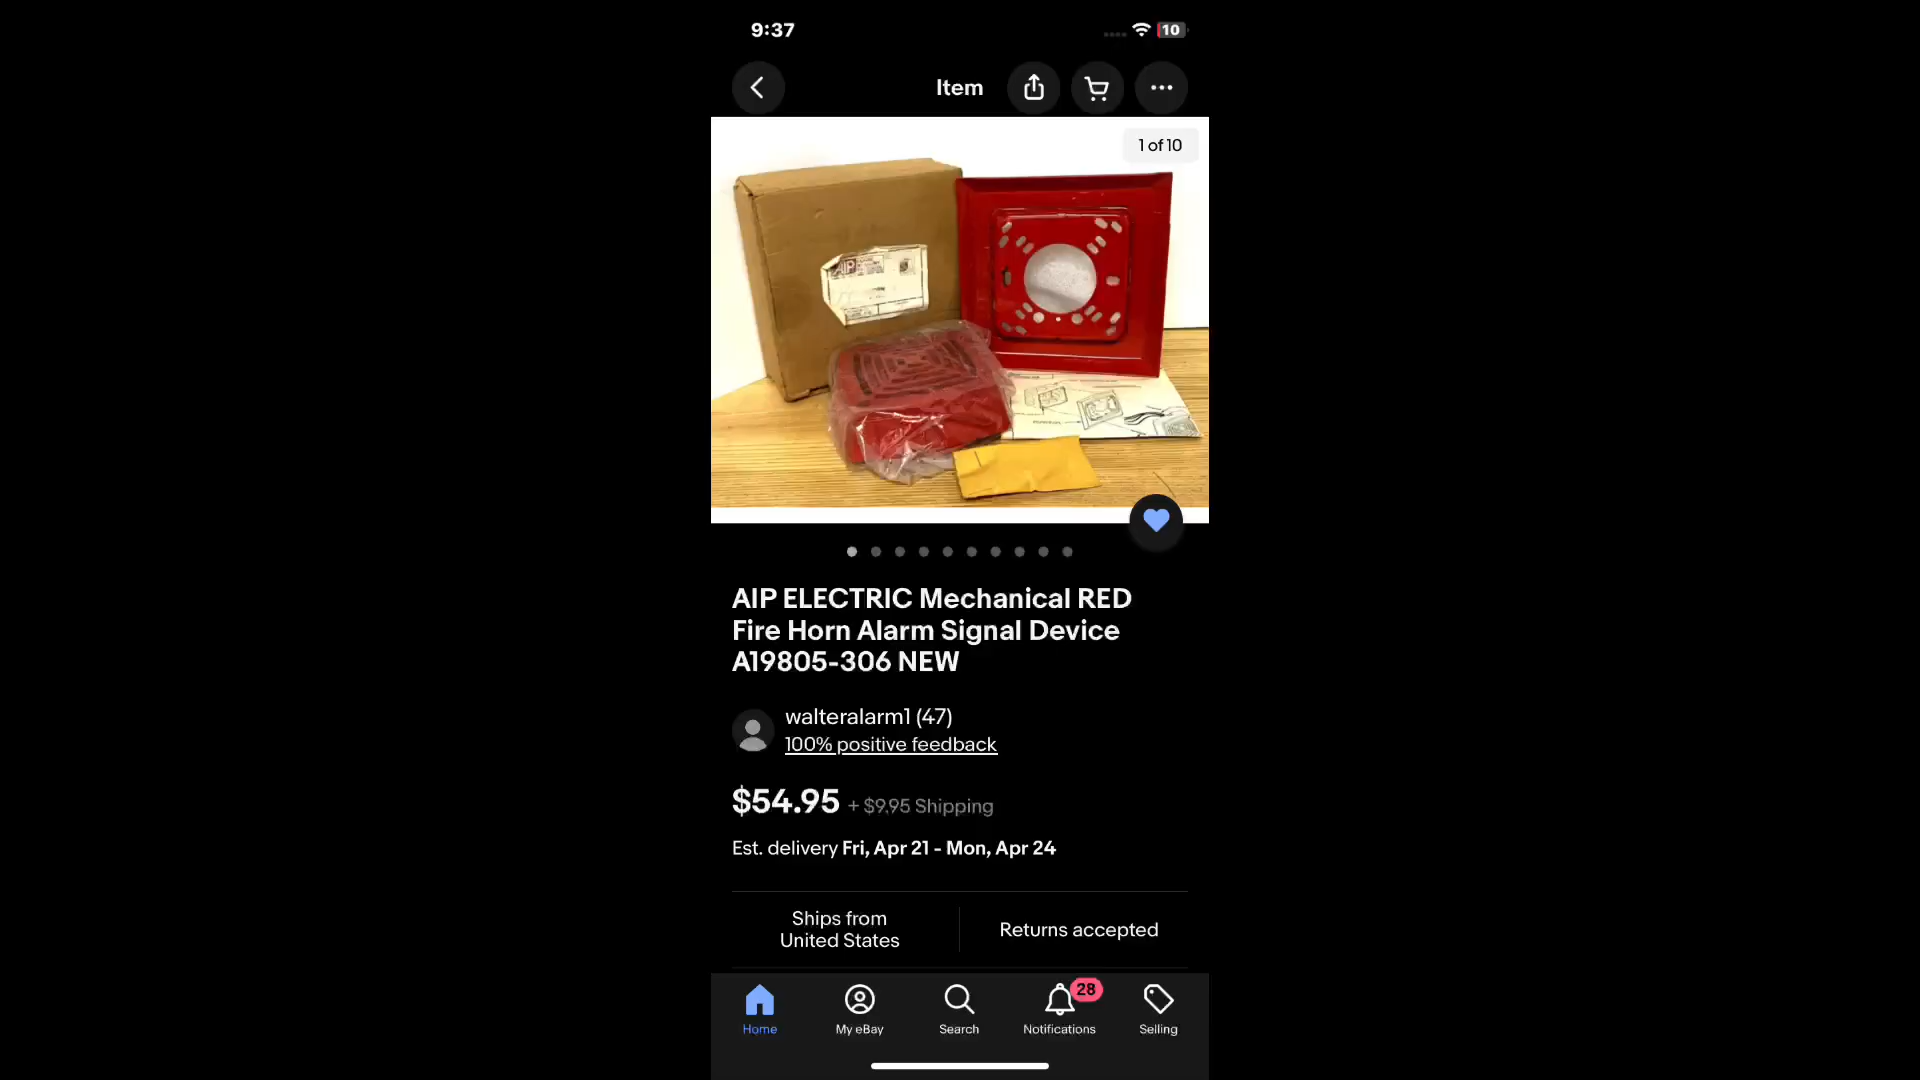 9:37
10
Item
1 of 10
AIP
AIP ELECTRIC Mechanical RED
Fire Horn Alarm Signal Device
A19805-306 NEW
walteralarm1 (47)
100% positive feedback
$54.95 + $9.95 Shipping
Est. delivery Fri, Apr 21 - Mon, Apr 24
Ships from
United States
Returns accepted
28
Home
My eBay
Search
Notifications
Selling